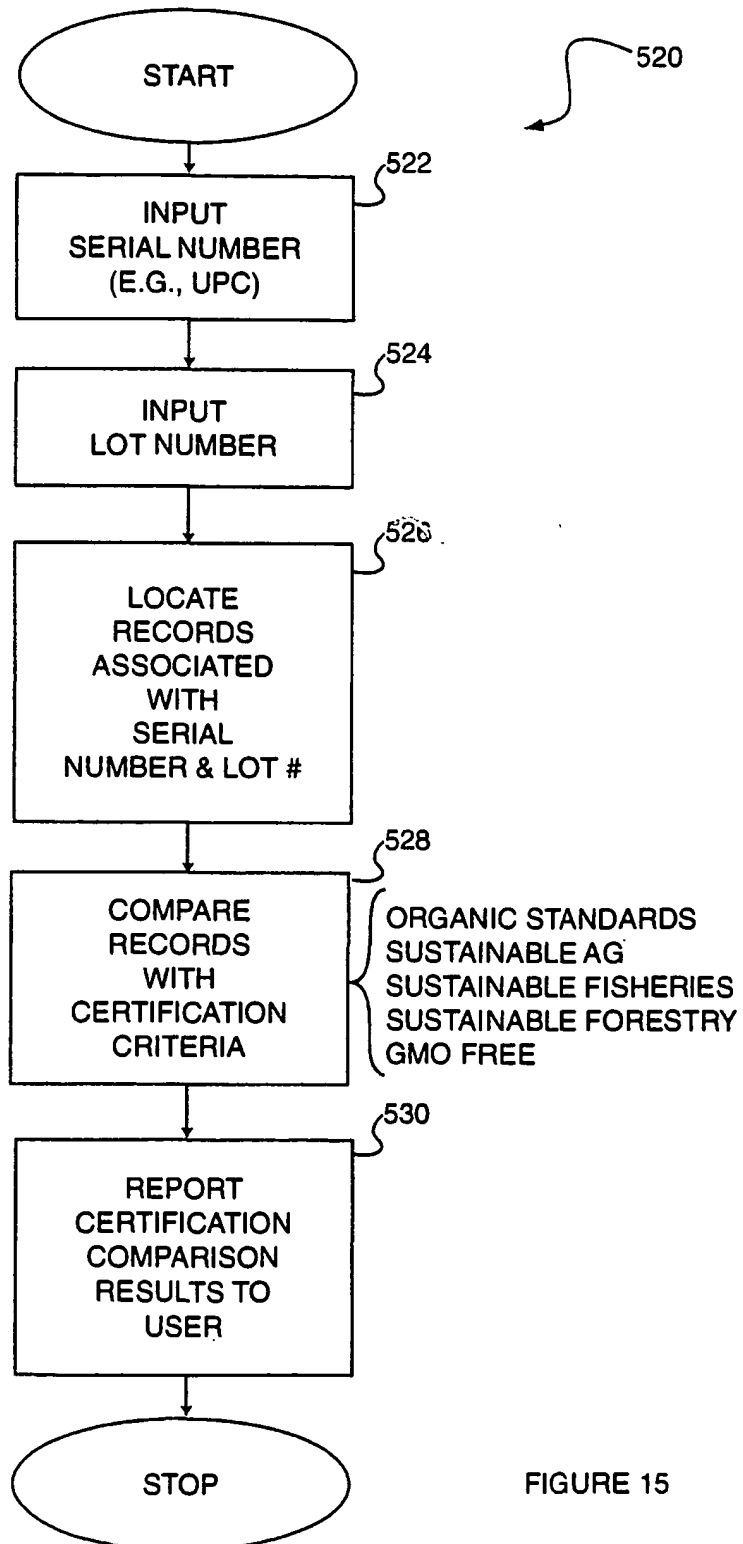 START
520
522
INPUT
SERIAL NUMBER
(E.G., UPC)
524
INPUT
LOT NUMBER
526
LOCATE
RECORDS
ASSOCIATED
WITH
SERIAL
NUMBER & LOT #
528
COMPARE
RECORDS
WITH
CERTIFICATION
CRITERIA
ORGANIC STANDARDS
SUSTAINABLE AG
SUSTAINABLE FISHERIES
SUSTAINABLE FORESTRY
GMO FREE
530
REPORT
CERTIFICATION
COMPARISON
RESULTS TO
USER
STOP
FIGURE 15